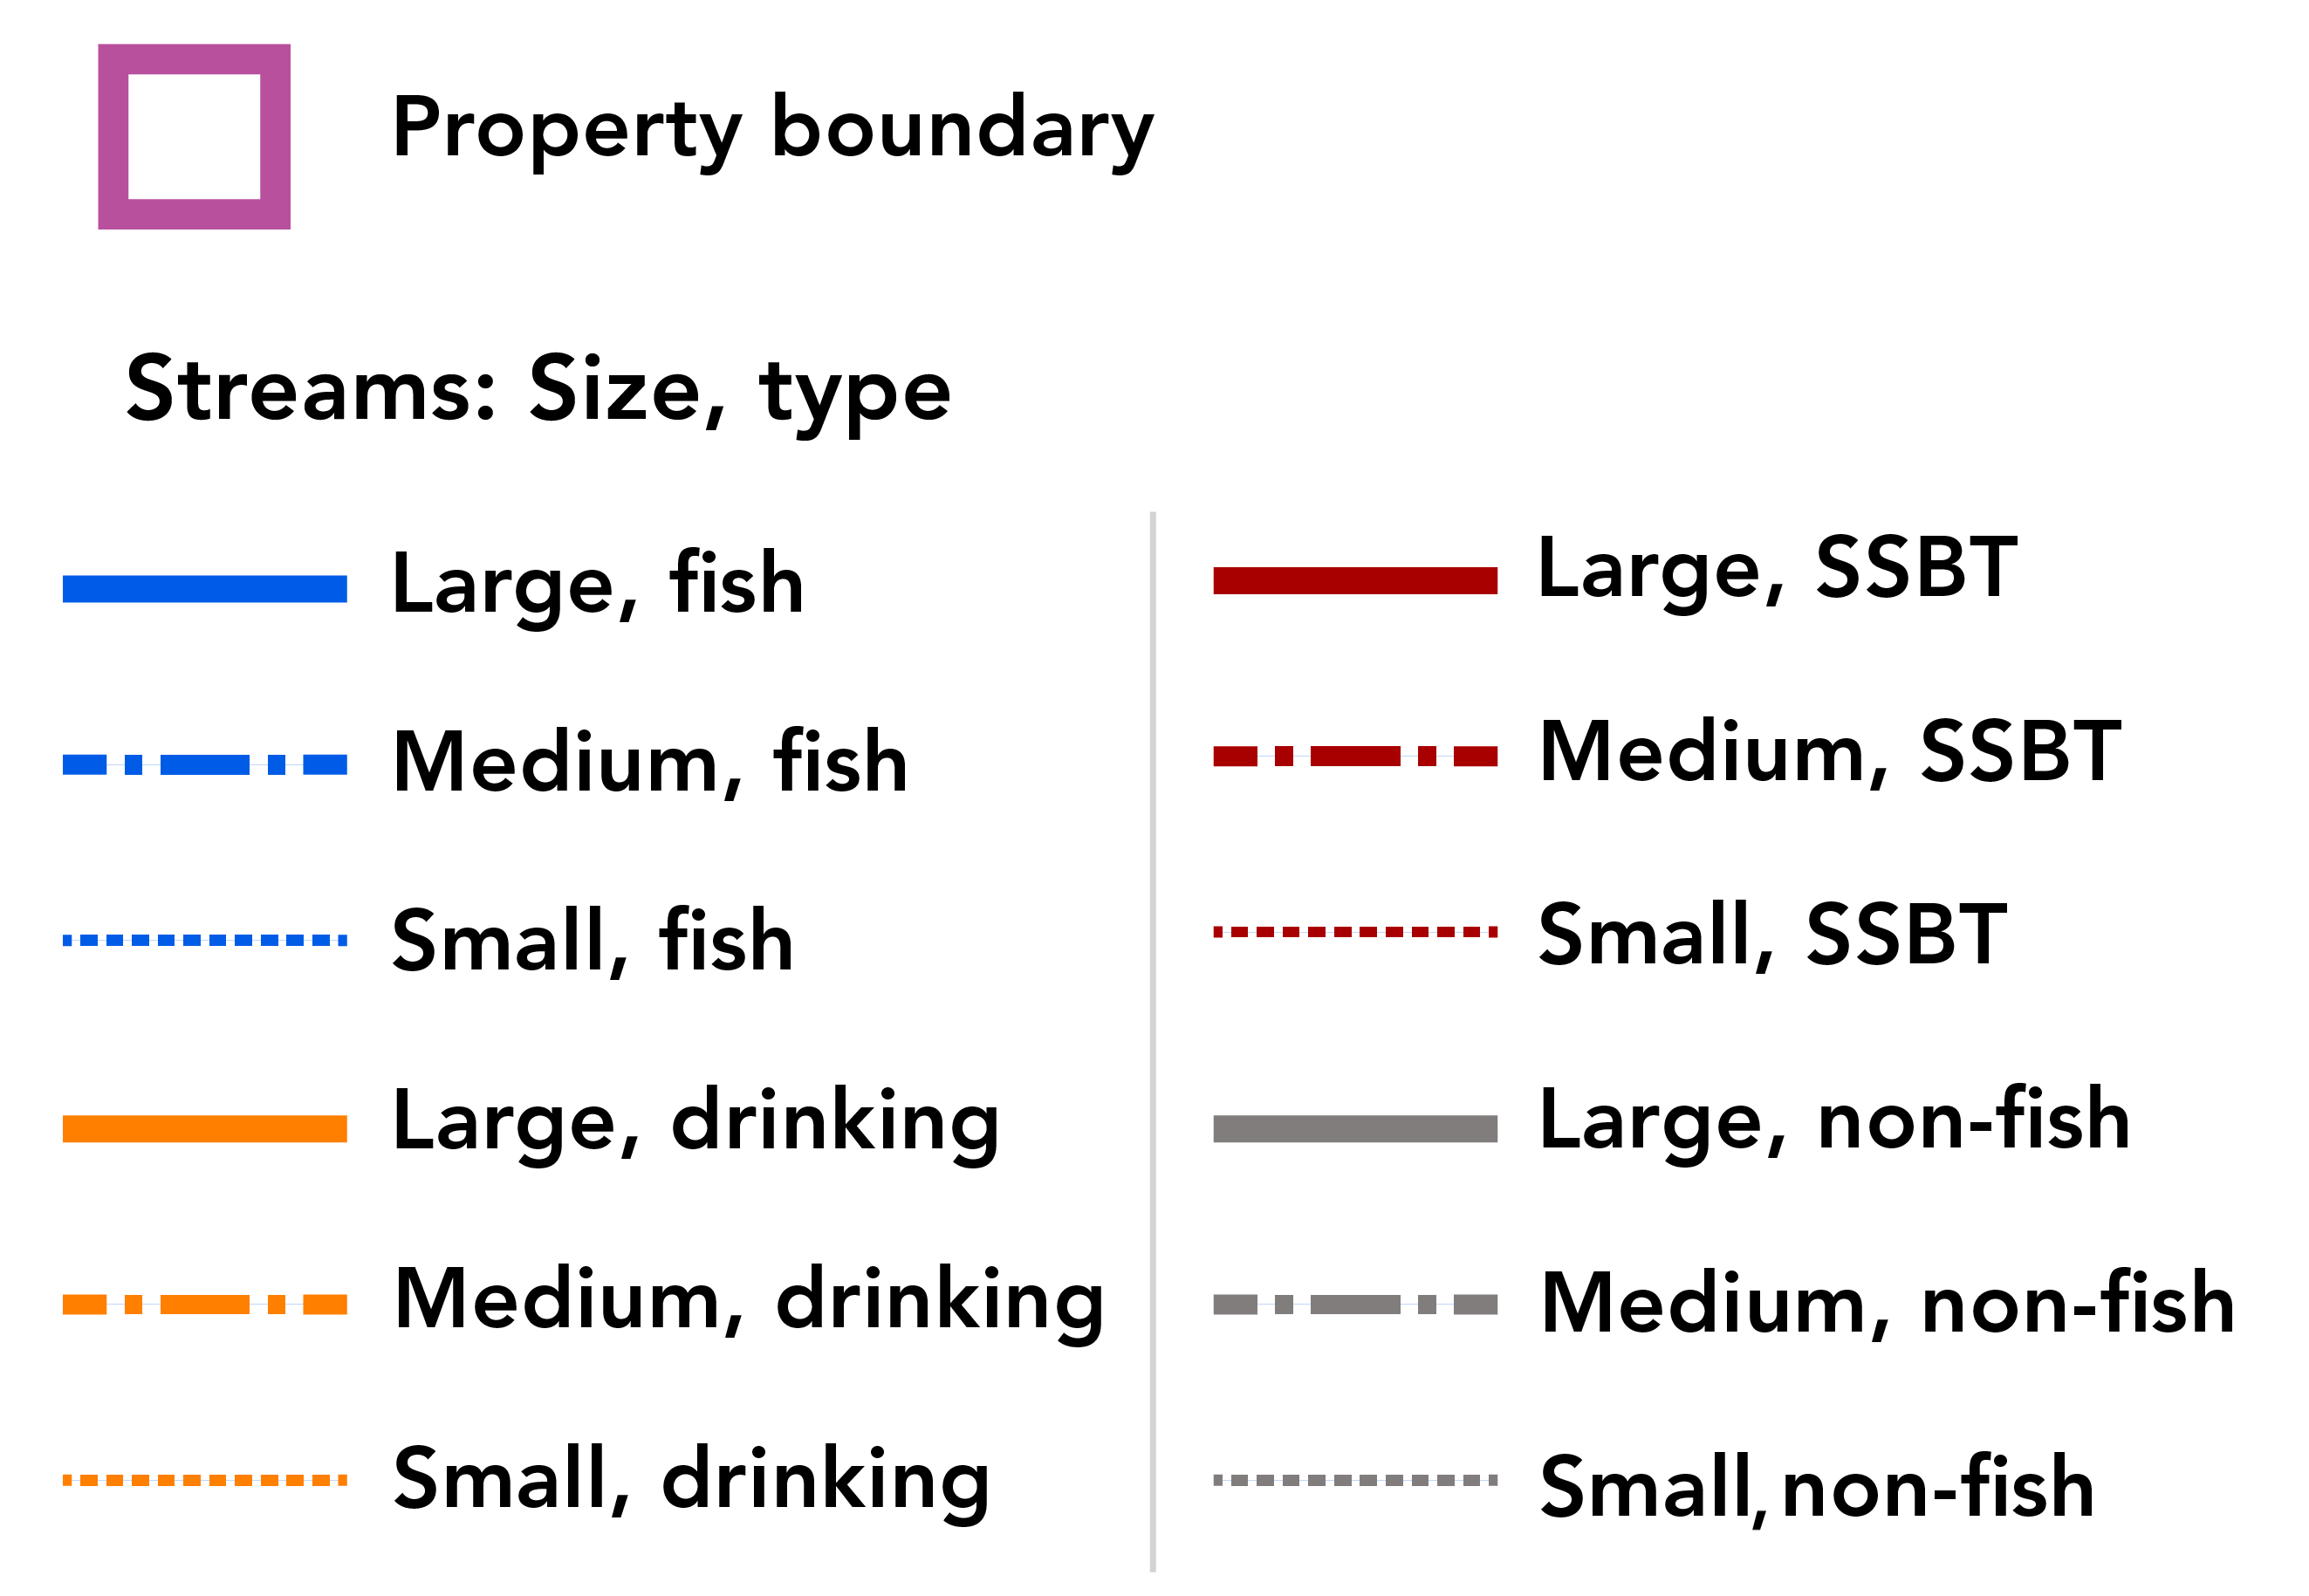 Property boundary
Streams: Size, type
Large, fish
Medium, fish
Small, fish
Large, drinking
Medium, drinking
Small, drinking
Large, SSBT
Medium, SSBT
Small, SSBT
Large, non-fish
Medium, non-fish
Small, non-fish